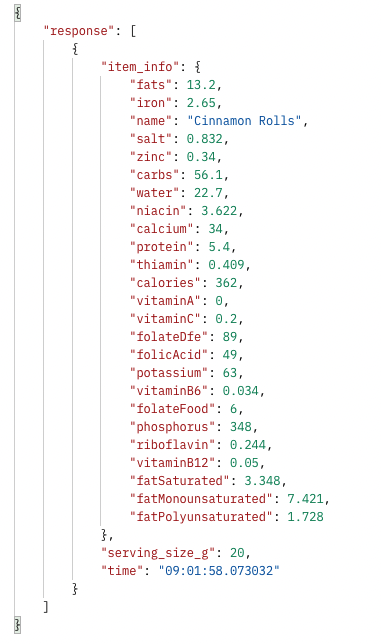 {
    "response": [
        {
            "item_info": {
                "fats": 13.2,
                "iron": 2.65,
                "name": "Cinnamon Rolls",
                "salt": 0.832,
                "zinc": 0.34,
                "carbs": 56.1,
                "water": 22.7,
                "niacin": 3.622,
                "calcium": 34,
                "protein": 5.4,
                "thiamin": 0.409,
                "calories": 362,
                "vitaminA": 0,
                "vitaminC": 0.2,
                "folateDfe": 89,
                "folicAcid": 49,
                "potassium": 63,
                "vitaminB6": 0.034,
                "folateFood": 6,
                "phosphorus": 348,
                "riboflavin": 0.244,
                "vitaminB12": 0.05,
                "fatSaturated": 3.348,
                "fatMonounsaturated": 7.421,
                "fatPolyunsaturated": 1.728
            },
            "serving_size_g": 20,
            "time": "09:01:58.073032"
        }
    ]
}